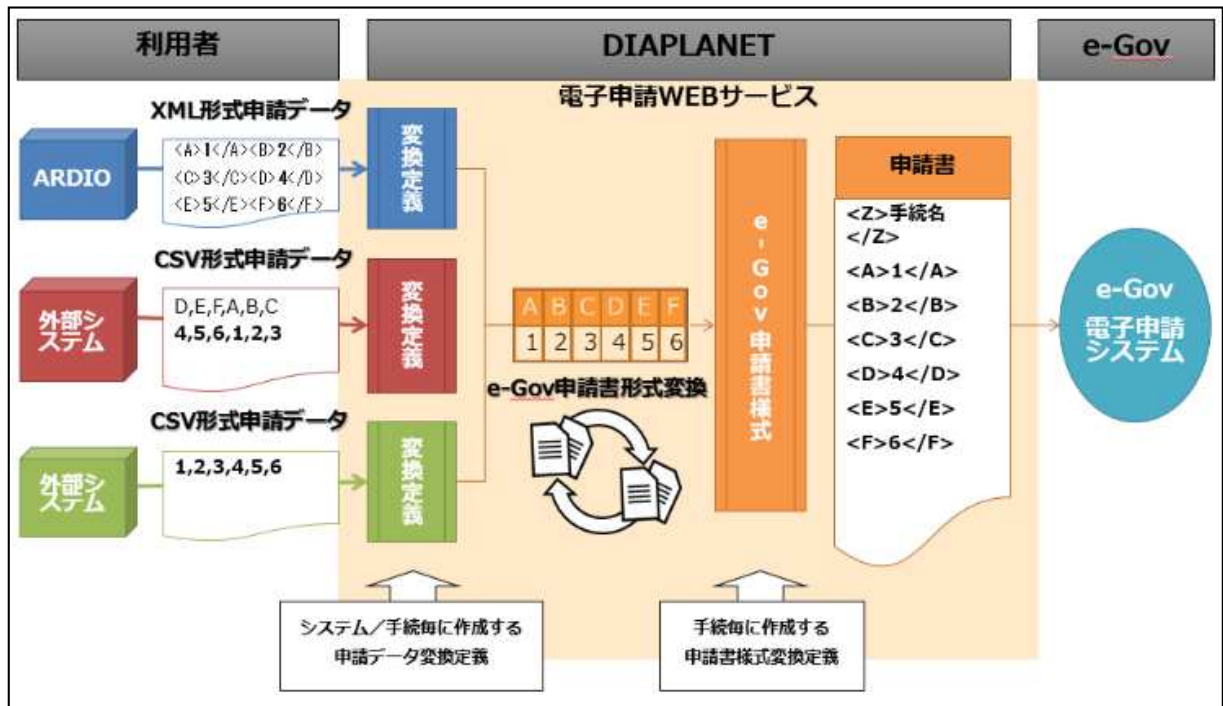 利用者
DIAPLANET
e-Gov
電子申請WEBサービス
XML形式申請データ
ARDIO
<A>1</A><B>2</B>
<C>3</C><D>4</D>
<E>5</E><F>6</F>
変換定義
CSV形式申請データ
外部シ
ステム
D,E,F,A,B,C
4,5,6,1,2,3
変換定義
CSV形式申請データ
外部シ
ステム
1,2,3,4,5,6
変換定義
A B C D E F
1 2 3 4 5 6
e-Gov申請書形式変換
e-Gov申請書様式
申請書
<Z>手続名
</Z>
<A>1</A>
<B>2</B>
<C>3</C>
<D>4</D>
<E>5</E>
<F>6</F>
e-Gov
電子申請
システム
システム／手続毎に作成する
申請データ変換定義
手続毎に作成する
申請書様式変換定義